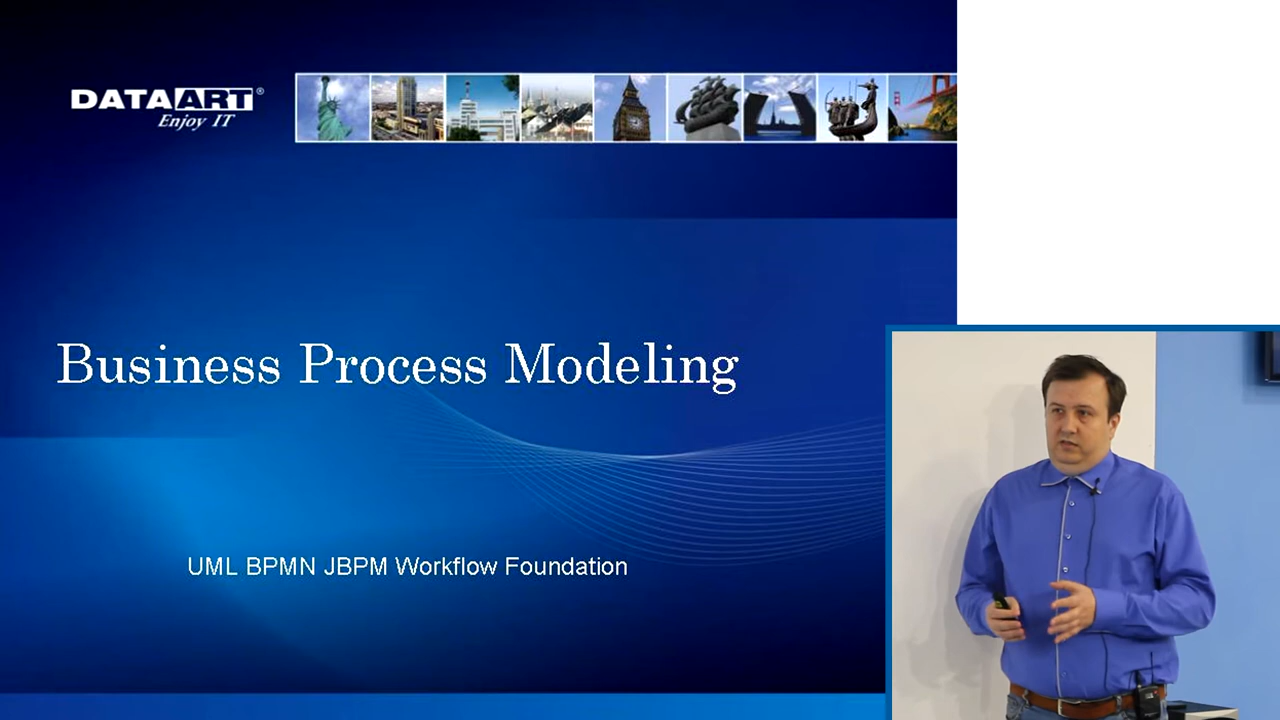 DATAART®
Enjoy IT
Business Process Modeling
UML BPMN JBPM Workflow Foundation